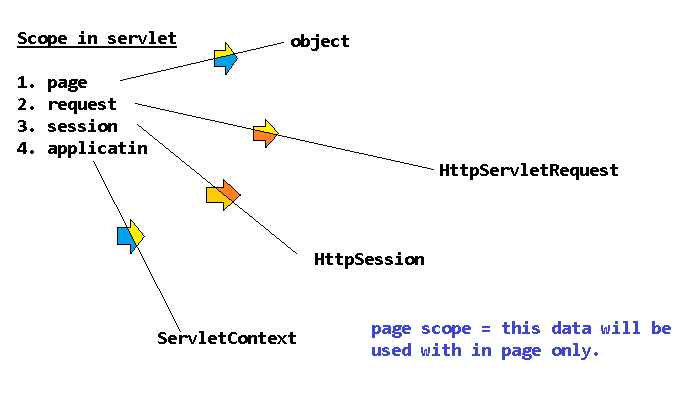 Scope in servlet
object
1. page
2. request
3. session
4. applicatin
HttpServletRequest
HttpSession
ServletContext
page scope = this data will be
used with in page only.